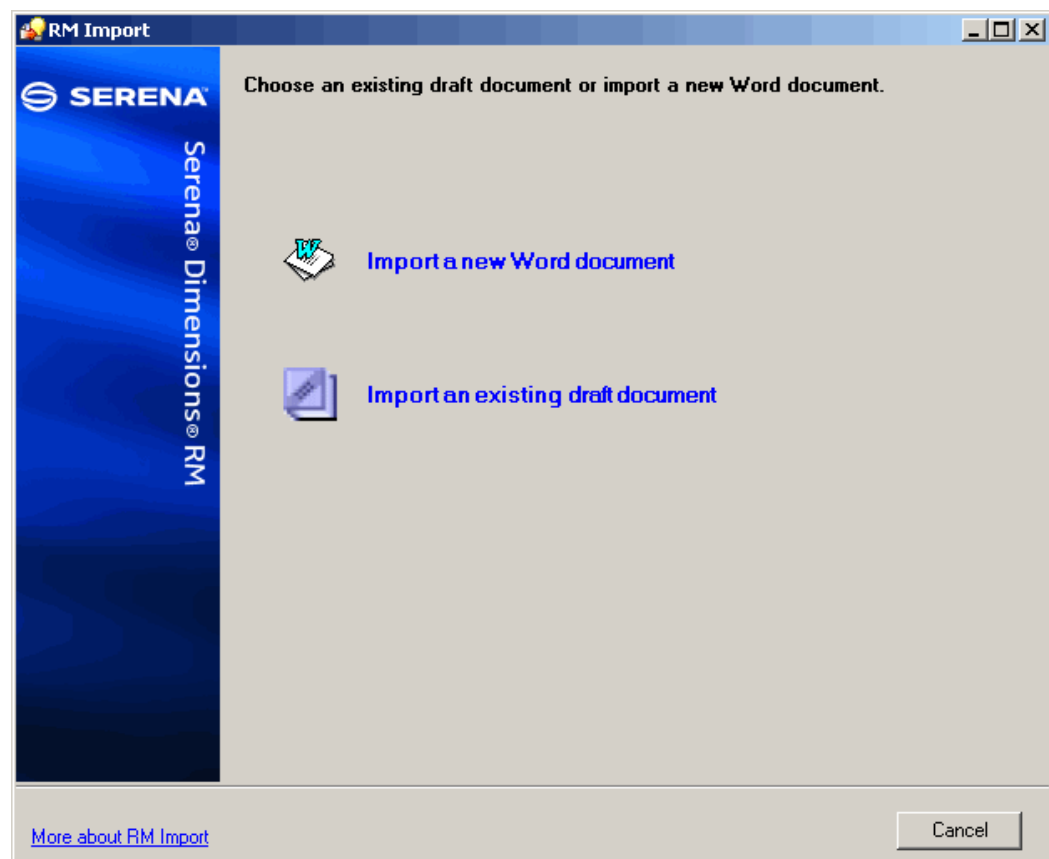 RM Import
SERENA
Choose an existing draft document or import a new Word document.
Serena® Dimensions® RM
Import a new Word document
Import an existing draft document
More about RM Import
Cancel